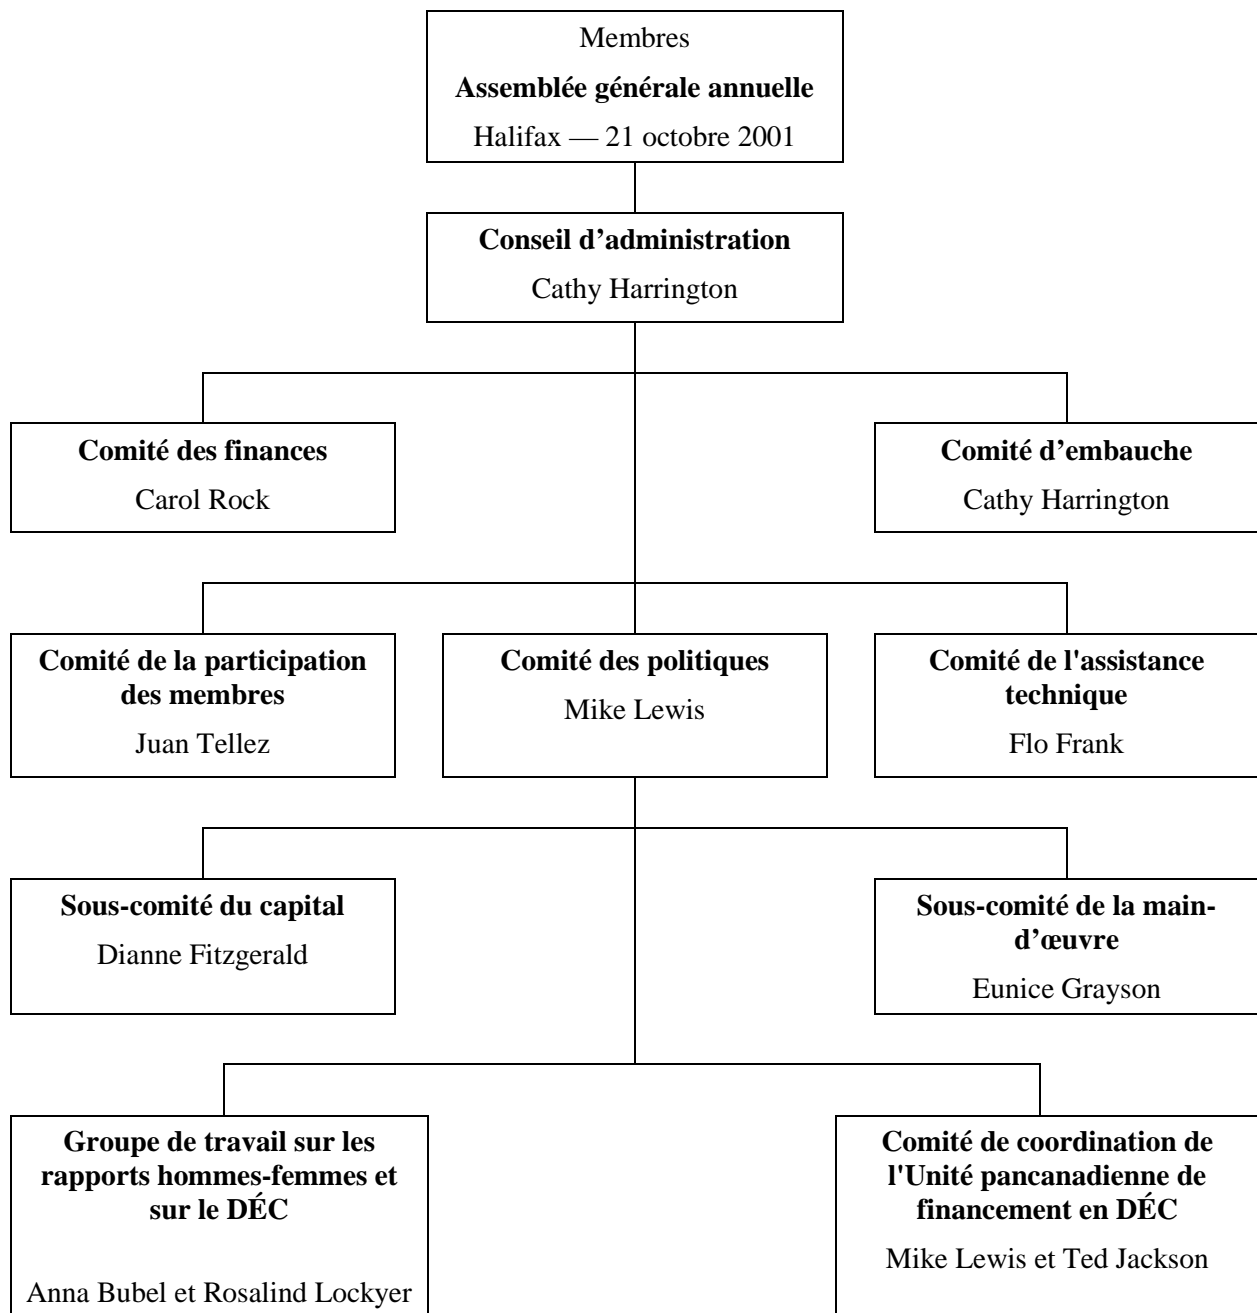 Membres
Assemblée générale annuelle
Halifax — 21 octobre 2001
Conseil d’administration
Cathy Harrington
Comité des finances
Carol Rock
Comité d’embauche
Cathy Harrington
Comité de la participation
des membres
Juan Tellez
Comité des politiques
Mike Lewis
Comité de l'assistance
technique
Flo Frank
Sous-comité du capital
Dianne Fitzgerald
Sous-comité de la main-
d’œuvre
Eunice Grayson
Groupe de travail sur les
rapports hommes-femmes et
sur le DÉC
Anna Bubel et Rosalind Lockyer
Comité de coordination de
l'Unité pancanadienne de
financement en DÉC
Mike Lewis et Ted Jackson